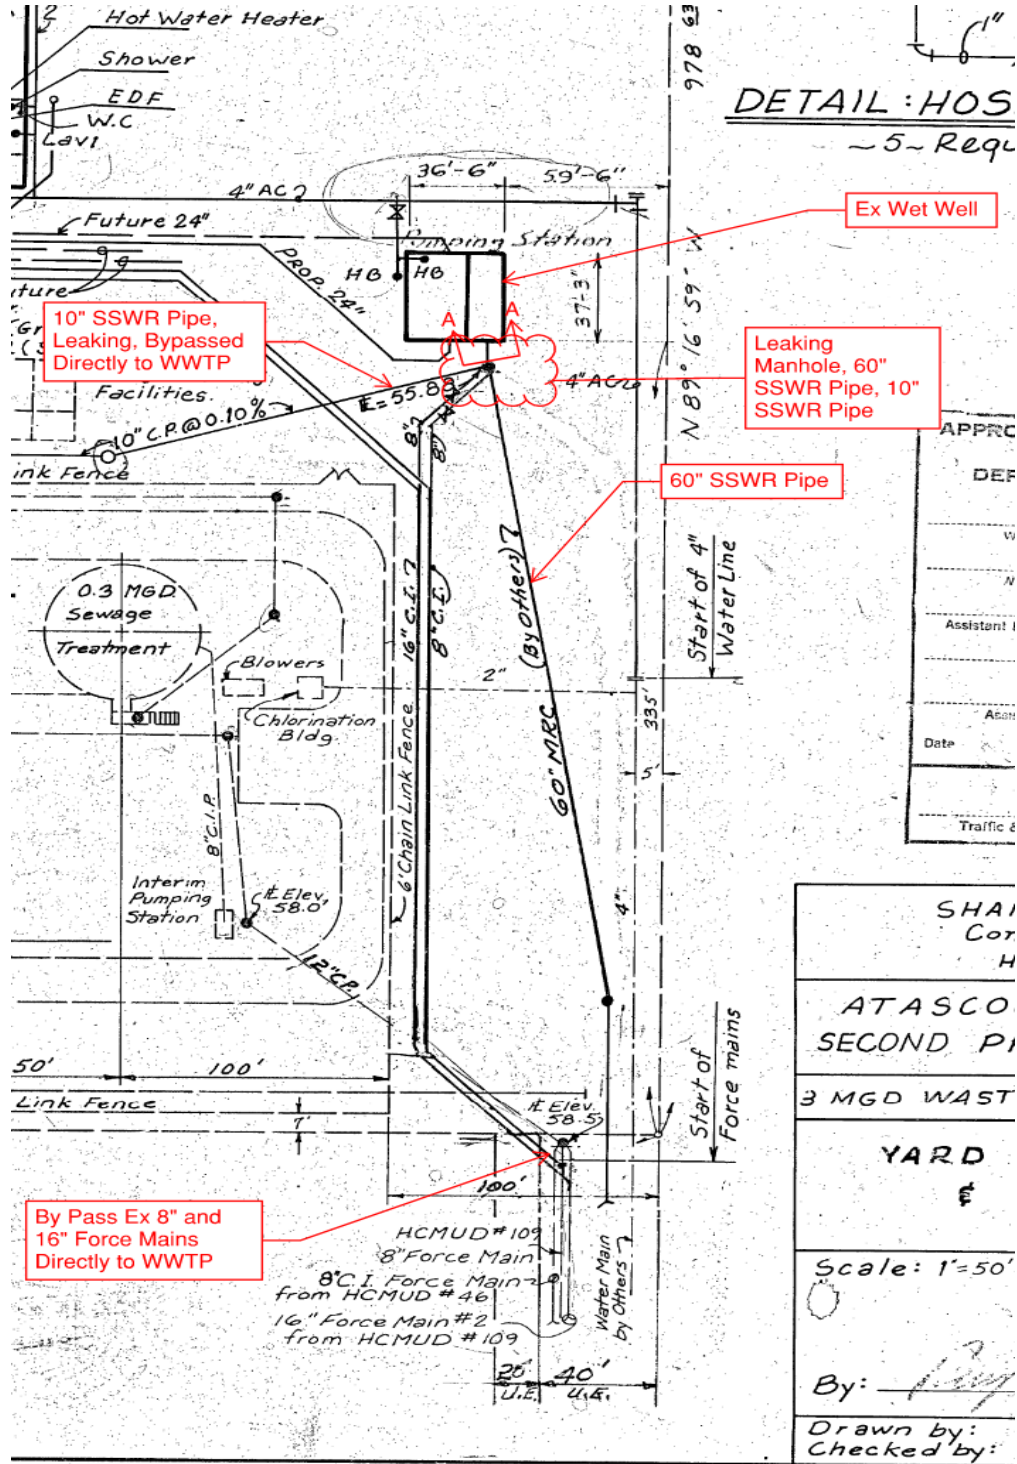 Hot Water Heater
Shower
EDF
W.C
Lavi
1"
978
63
DETAIL : HOS
~5~ Requ
36'-6"
59'-6"
4" AC
Future 24"
Ex Wet Well
Pumping Station
HB
HB
PROP. 24"
37'-3"
N 89° 16' 59" W
uture
10" SSWR Pipe,
Leaking, Bypassed
Directly to WWTP
A
A
Leaking
Manhole, 60"
SSWR Pipe, 10"
SSWR Pipe
4" AC
Facilities.
₠ = 55.88
10" C.P. @ 0.10%
8"
8"
ink Fence
APPRO
DEF
60" SSWR Pipe
(By Others)
Start of 4"
Water Line
0.3 MGD
Sewage
Treatment
16" C.I.
8" C.I.
Assistant
Blowers
2"
Chlorination
Bldg.
335'
Assis
Date
5'
60" MRC
6' Chain Link Fence
8" C.I.P.
Traffic &
Interim
Pumping
Station
℄ Elev.
58.0'
4"
12" C.P.
SHA
Con
H
ATASCO
SECOND P
Start of
Force mains
50'
100'
Link Fence
7'
℄ Elev.
58.5
3 MGD WAST
YARD
&
100'
By Pass Ex 8" and
16" Force Mains
Directly to WWTP
HCMUD #109
8" Force Main
8" C.I. Force Main
from HCMUD #46
16" Force Main #2
from HCMUD #109
Water Main
by Others
Scale: 1"=50'
20'
U.E.
40'
U.E.
By:
Drawn by:
Checked by: